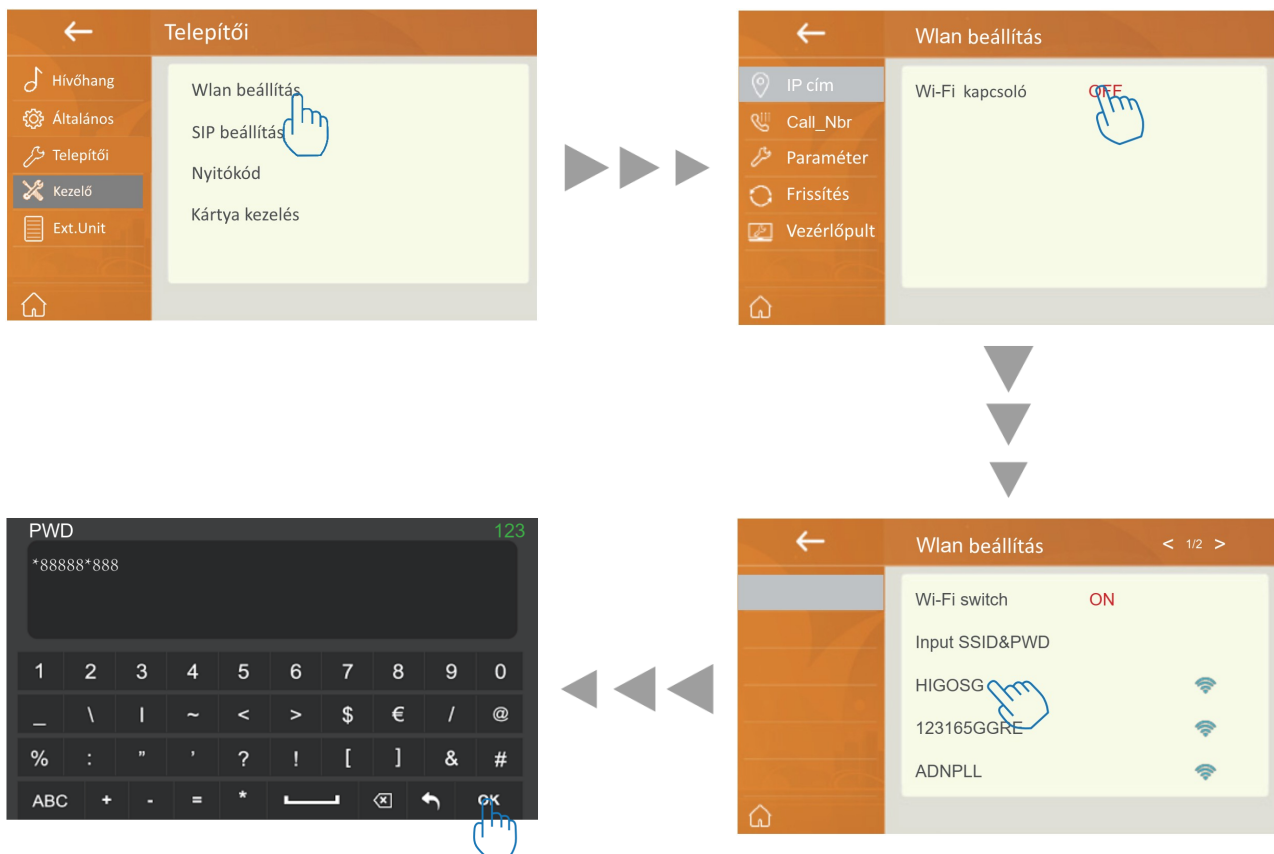 Telepítői
Hívőhang
Általános
Telepítői
Kezelő
Ext.Unit
Wlan beállítás
SIP beállítás
Nyitókód
Kártya kezelés
Wlan beállítás
IP cím
Call_Nbr
Paraméter
Frissítés
Vezérlőpult
Wi-Fi kapcsoló OFF
PWD 123
*88888*888
1 2 3 4 5 6 7 8 9 0
_ \ | ~ < > $ € / @
% : " ' ? ! [ ] & #
ABC + - = * OK
Wlan beállítás < 1/2 >
Wi-Fi switch ON
Input SSID&PWD
HIGOSG
123165GGRE
ADNPLL